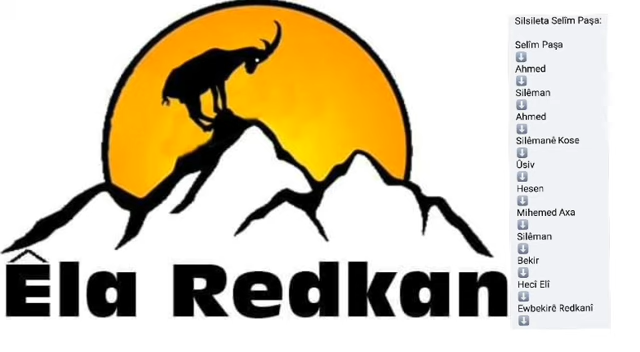 Êla Redkan
Silsileta Selîm Paşa:
Selîm Paşa
Ahmed
Silêman
Ahmed
Silêmanê Kose
Ûsiv
Hesen
Mihemed Axa
Silêman
Bekir
Hecî Elî
Ewbekirê Redkanî